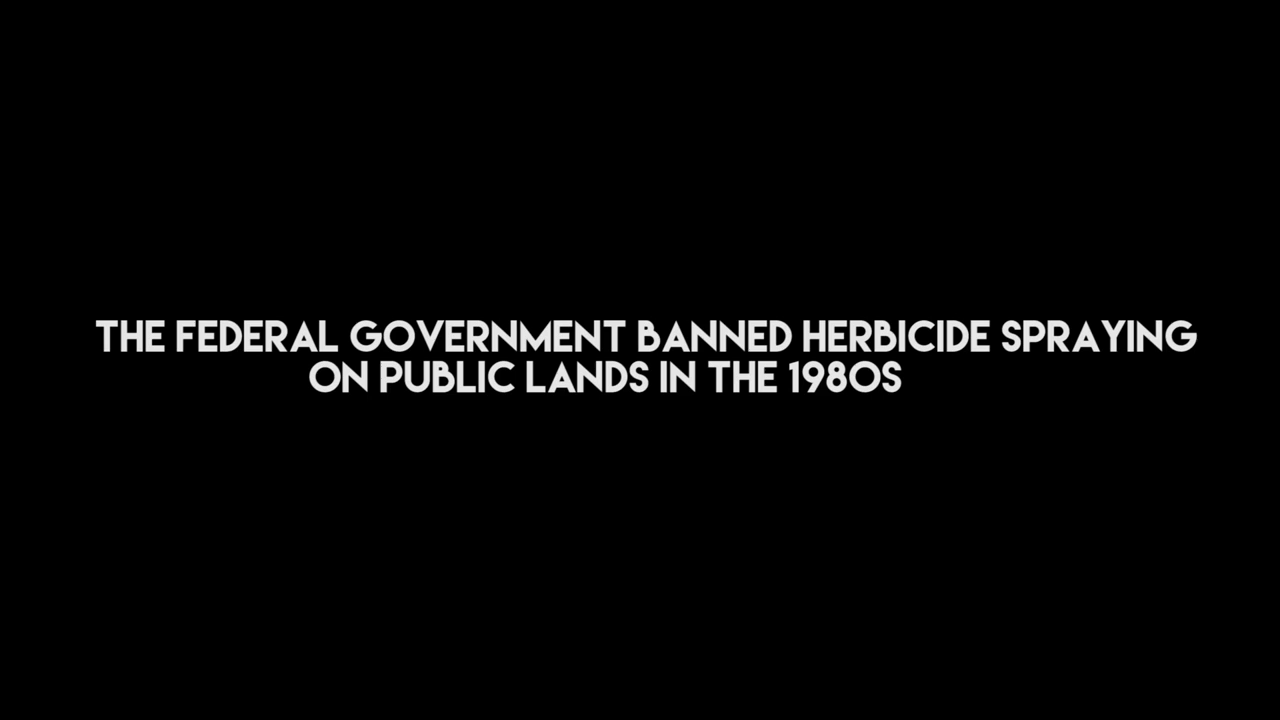 THE FEDERAL GOVERNMENT BANNED HERBICIDE SPRAYING
ON PUBLIC LANDS IN THE 1980S